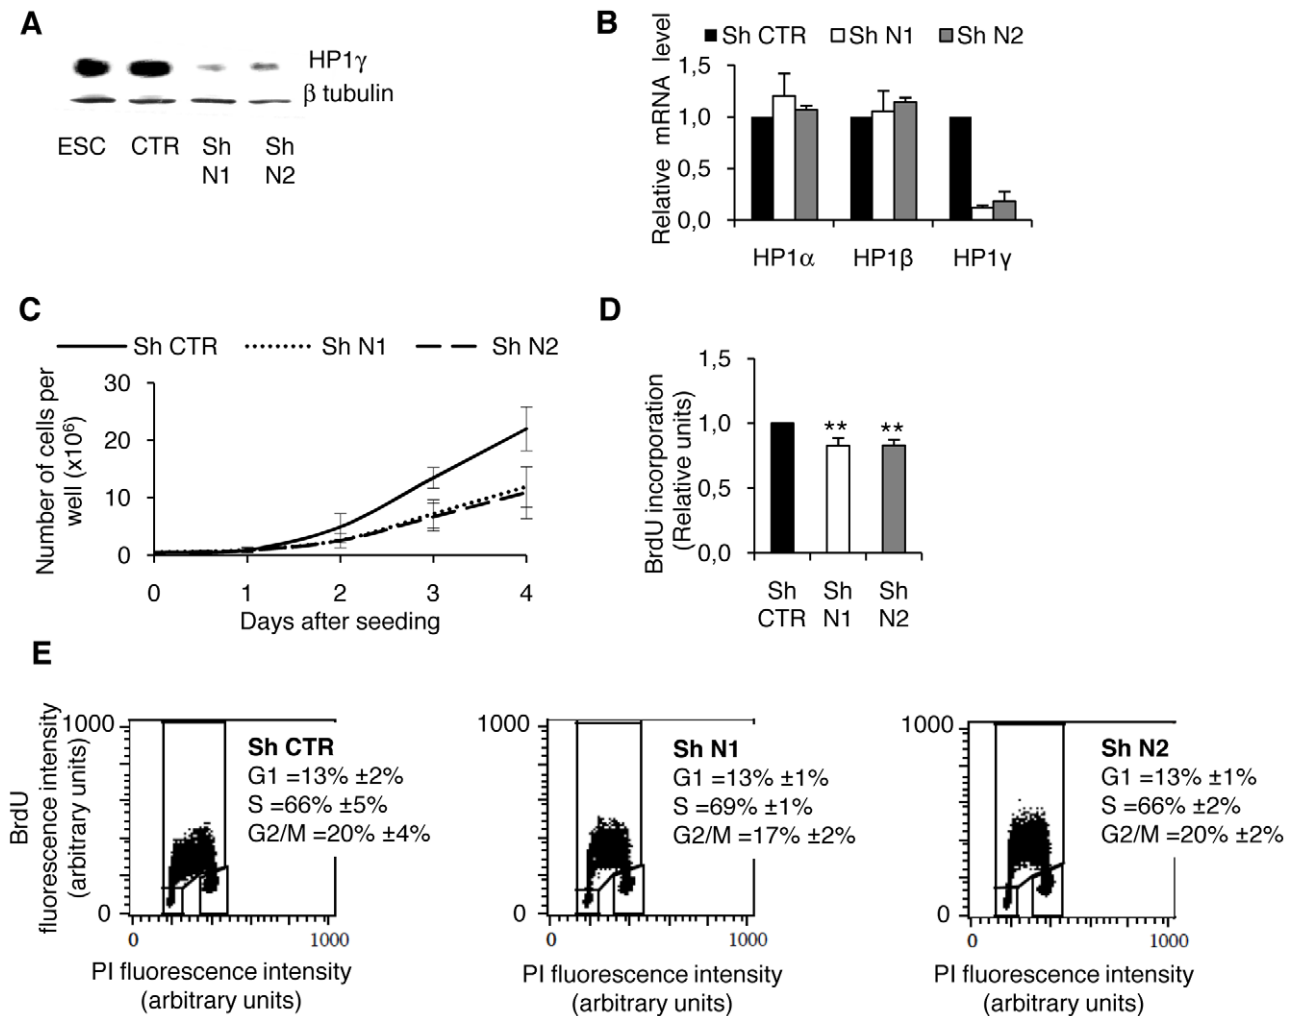 A
HP1γ
β tubulin
ESC CTR Sh Sh
N1 N2
B
Sh CTR Sh N1 Sh N2
Relative mRNA level
1,5
1,0
0,5
0,0
HP1α HP1β HP1γ
C
Sh CTR Sh N1 Sh N2
Number of cells per
well (x10⁶)
30
20
10
0
0 1 2 3 4
Days after seeding
D
BrdU incorporation
(Relative units)
1,5
1,0
0,5
0,0
** **
Sh Sh Sh
CTR N1 N2
E
BrdU
fluorescence intensity
(arbitrary units)
1000
0
Sh CTR
G1 =13% ±2%
S =66% ±5%
G2/M =20% ±4%
0 1000
PI fluorescence intensity
(arbitrary units)
1000
0
Sh N1
G1 =13% ±1%
S =69% ±1%
G2/M =17% ±2%
0 1000
PI fluorescence intensity
(arbitrary units)
1000
0
Sh N2
G1 =13% ±1%
S =66% ±2%
G2/M =20% ±2%
0 1000
PI fluorescence intensity
(arbitrary units)